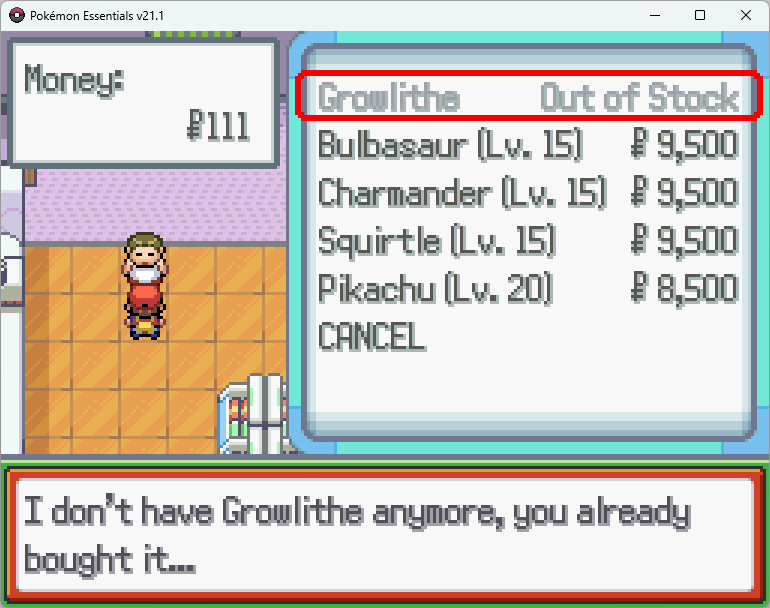 Pokémon Essentials v21.1
Money:
₽111
Growlithe Out of Stock
Bulbasaur (Lv. 15) ₽ 9,500
Charmander (Lv. 15) ₽ 9,500
Squirtle (Lv. 15) ₽ 9,500
Pikachu (Lv. 20) ₽ 8,500
CANCEL
I don't have Growlithe anymore, you already
bought it...